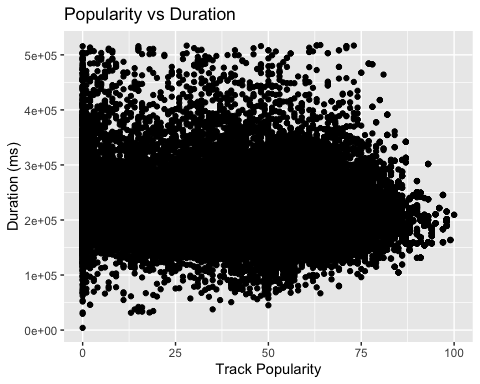 Popularity vs Duration
5e+05
4e+05
3e+05
2e+05
1e+05
0e+00
Duration (ms)
0 25 50 75 100
Track Popularity